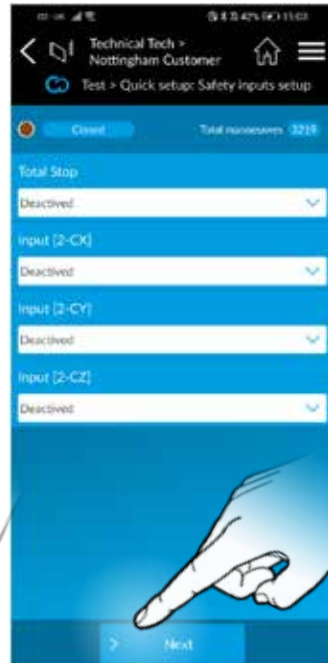 Technical Tech >
Nottingham Customer
Test > Quick setup: Safety inputs setup
Closed
Total manoeuvres 3219
Total Stop
Deactived
Input [2-CX]
Deactived
Input [2-CY]
Deactived
Input [2-CZ]
Deactived
> Next